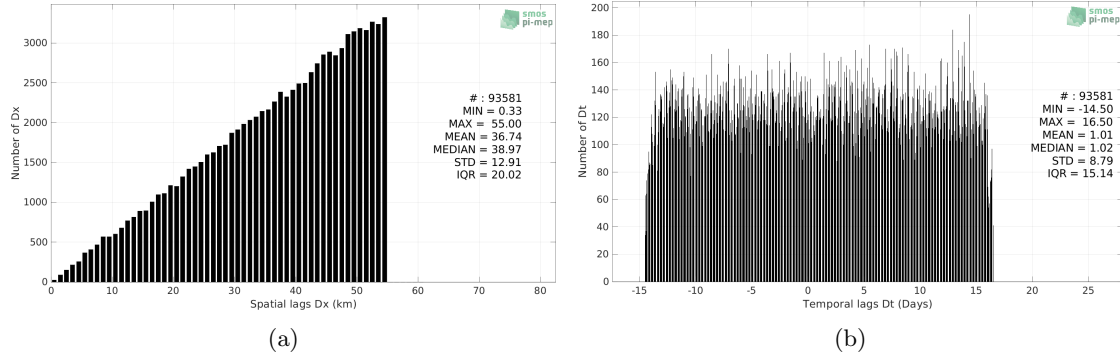 smos
pi-mep
3000
2500
2000
1500
1000
500
0
Number of Dx
# : 93581
MIN = 0.33
MAX = 55.00
MEAN = 36.74
MEDIAN = 38.97
STD = 12.91
IQR = 20.02
0 10 20 30 40 50 60 70 80
Spatial lags Dx (km)
(a)
smos
pi-mep
200
180
160
140
120
100
80
60
40
20
0
Number of Dt
# : 93581
MIN = -14.50
MAX = 16.50
MEAN = 1.01
MEDIAN = 1.02
STD = 8.79
IQR = 15.14
-15 -10 -5 0 5 10 15 20 25
Temporal lags Dt (Days)
(b)